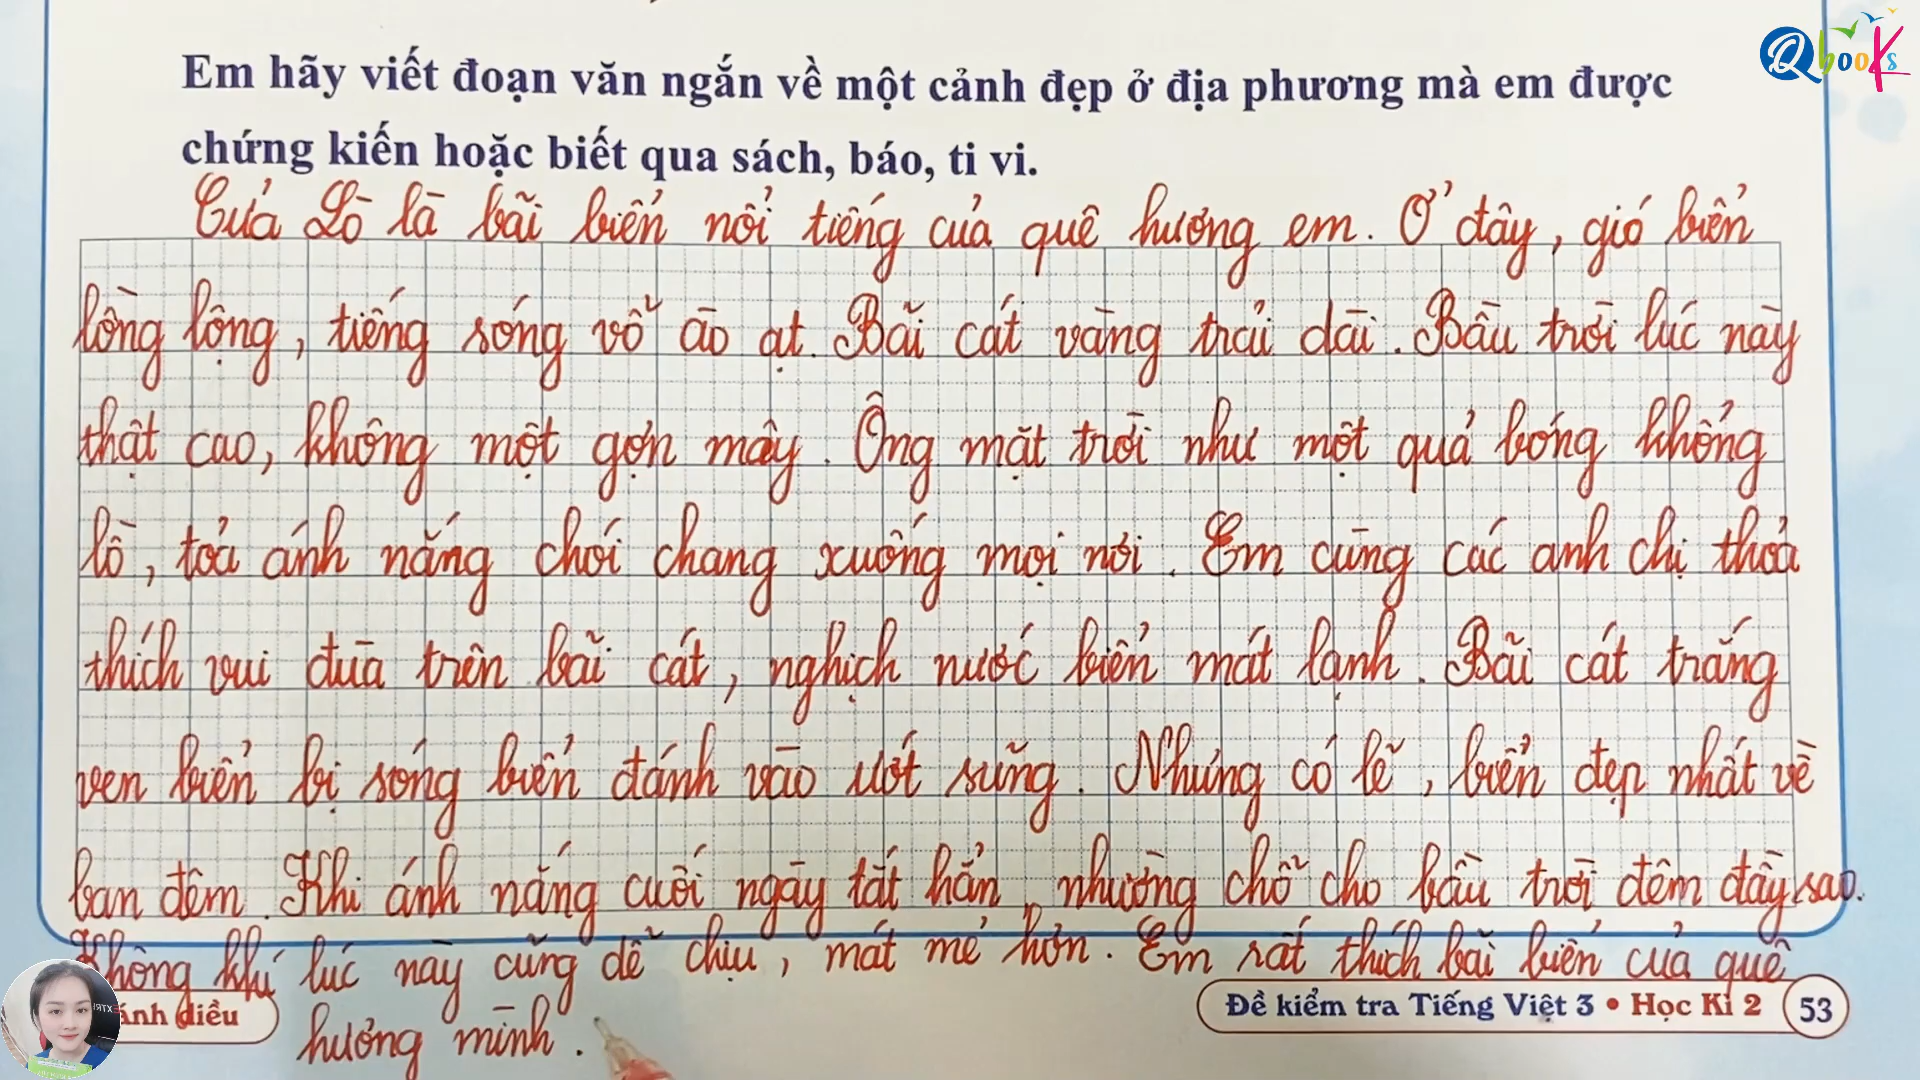 Qbooks
Em hãy viết đoạn văn ngắn về một cảnh đẹp ở địa phương mà em được
chứng kiến hoặc biết qua sách, báo, ti vi.
Cửa Lò là bãi biển nổi tiếng của quê hương em. Ở đây, gió biển
lồng lộng, tiếng sóng vỗ ào ạt. Bãi cát vàng trải dài. Bầu trời lúc này
thật cao, không một gợn mây. Ông mặt trời như một quả bóng khổng
lồ, toả ánh nắng chói chang xuống mọi nơi. Em cùng các anh chị thoả
thích vui đùa trên bãi cát, nghịch nước biển mát lạnh. Bãi cát trắng
ven biển bị sóng biển đánh vào ướt sũng. Nhưng có lẽ, biển đẹp nhất về
ban đêm. Khi ánh nắng cuối ngày tắt hẳn, nhường chỗ cho bầu trời đêm đầy sao.
Không khí lúc này cũng dễ chịu, mát mẻ hơn. Em rất thích bãi biển của quê
hương mình.
ánh diều
Đề kiểm tra Tiếng Việt 3 • Học Kì 2 53